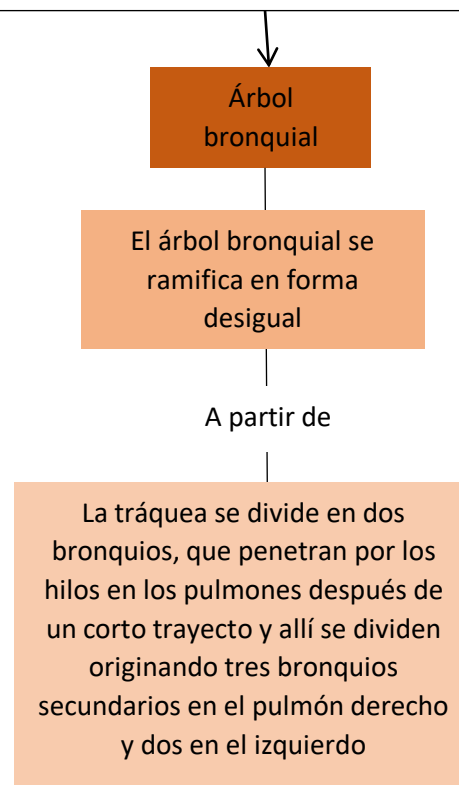 Árbol
bronquial
El árbol bronquial se
ramifica en forma
desigual
A partir de
La tráquea se divide en dos
bronquios, que penetran por los
hilos en los pulmones después de
un corto trayecto y allí se dividen
originando tres bronquios
secundarios en el pulmón derecho
y dos en el izquierdo